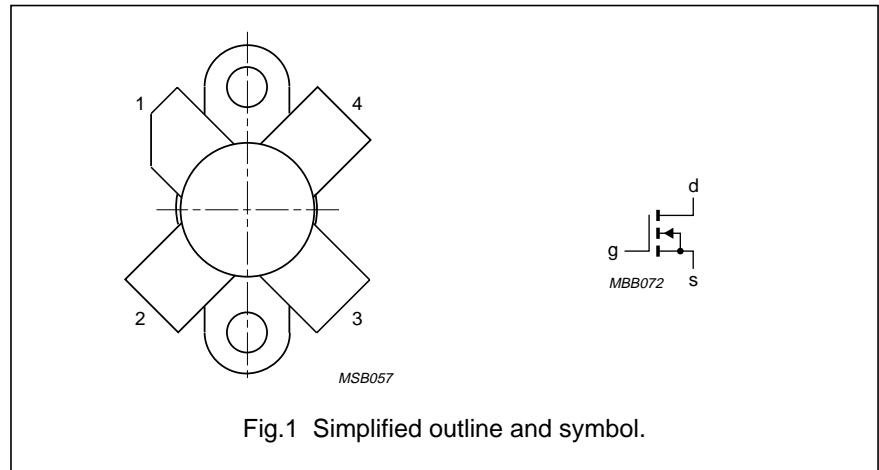 1
4
d
g
MBB072
s
2
3
MSB057
Fig.1 Simplified outline and symbol.